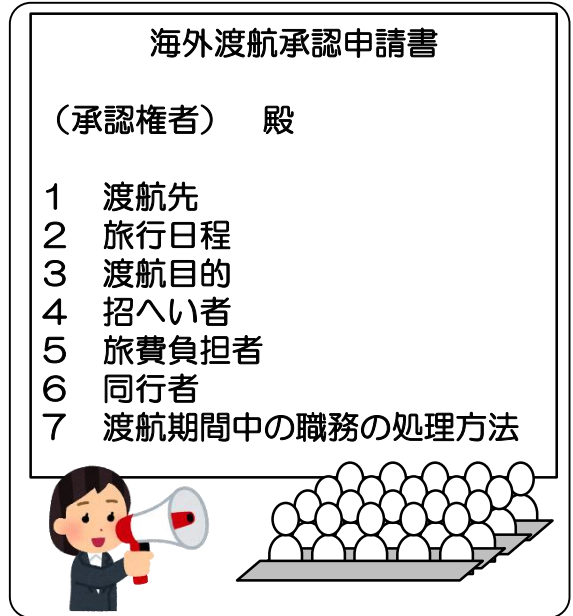 海外渡航承認申請書
（承認権者）　殿
１　渡航先
２　旅行日程
３　渡航目的
４　招へい者
５　旅費負担者
６　同行者
７　渡航期間中の職務の処理方法